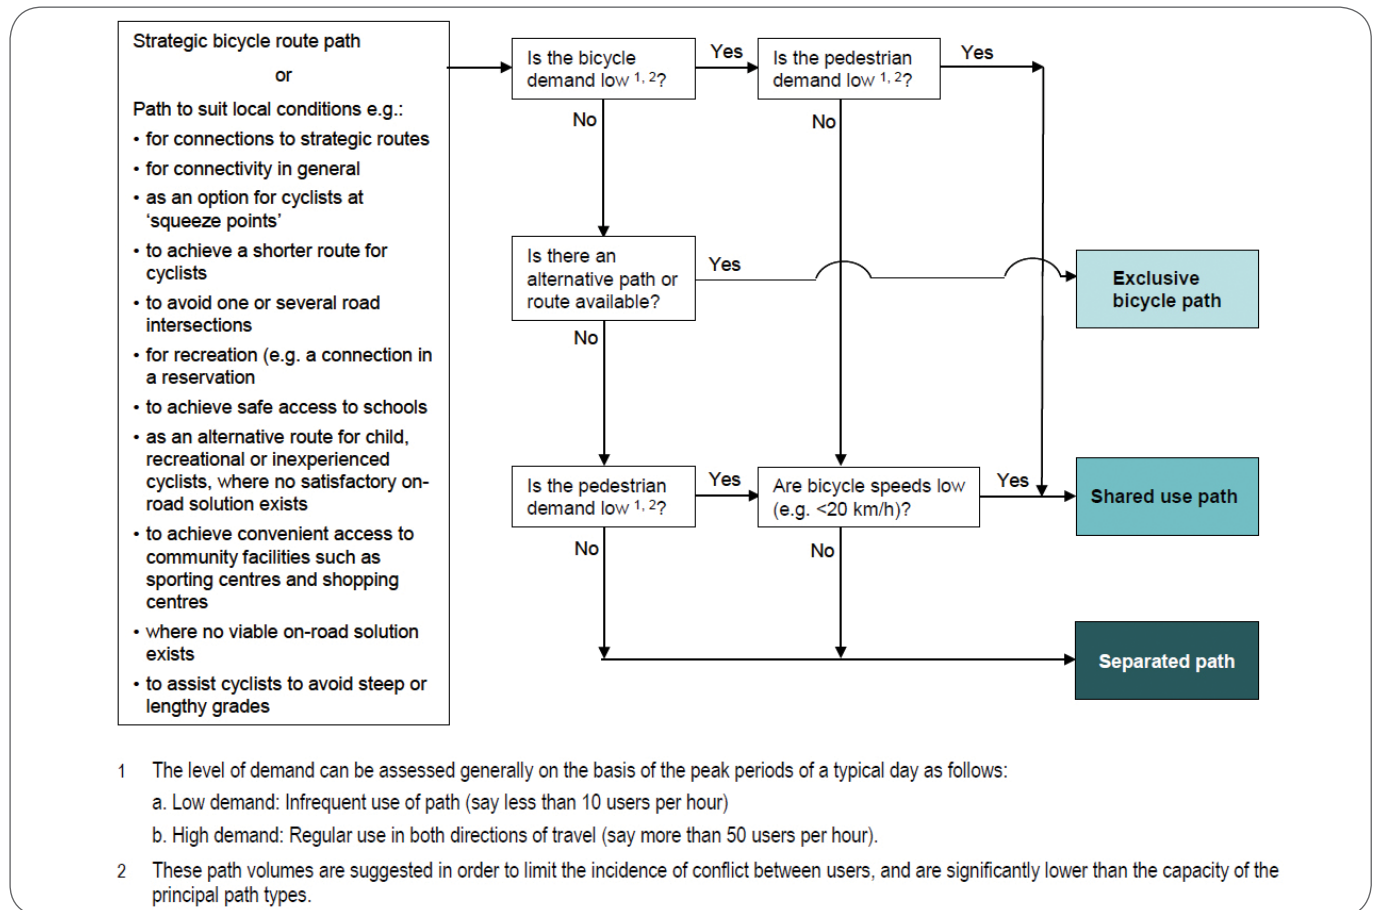 Strategic bicycle route path
or
Path to suit local conditions e.g.:
• for connections to strategic routes
• for connectivity in general
• as an option for cyclists at
‘squeeze points’
• to achieve a shorter route for
cyclists
• to avoid one or several road
intersections
• for recreation (e.g. a connection in
a reservation
• to achieve safe access to schools
• as an alternative route for child,
recreational or inexperienced
cyclists, where no satisfactory on-
road solution exists
• to achieve convenient access to
community facilities such as
sporting centres and shopping
centres
• where no viable on-road solution
exists
• to assist cyclists to avoid steep or
lengthy grades
Is the bicycle
demand low 1, 2?
Yes
Is the pedestrian
demand low 1, 2?
Yes
No
No
Is there an
alternative path or
route available?
Yes
Exclusive
bicycle path
No
Is the pedestrian
demand low 1, 2?
Yes
Are bicycle speeds low
(e.g. <20 km/h)?
Yes
Shared use path
No
No
Separated path
1 The level of demand can be assessed generally on the basis of the peak periods of a typical day as follows:
a. Low demand: Infrequent use of path (say less than 10 users per hour)
b. High demand: Regular use in both directions of travel (say more than 50 users per hour).
2 These path volumes are suggested in order to limit the incidence of conflict between users, and are significantly lower than the capacity of the
principal path types.